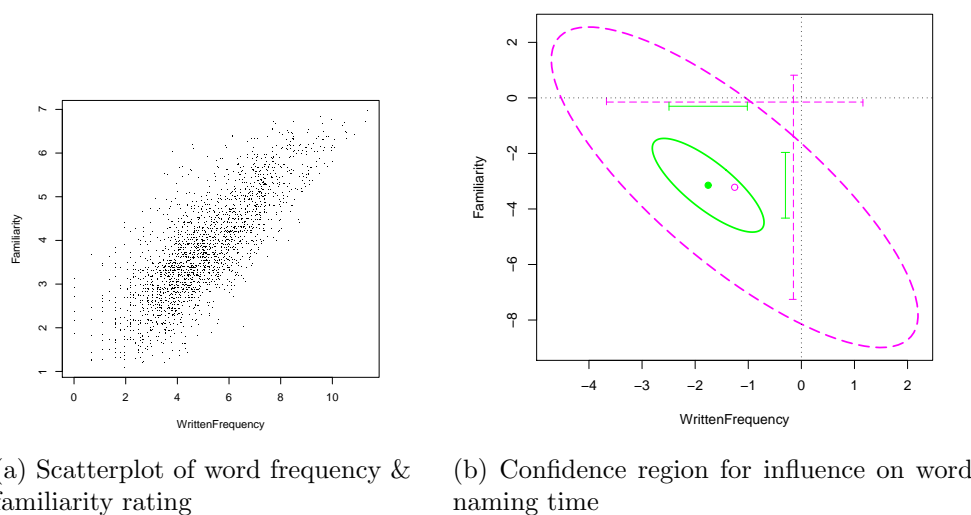 7
6
5
4
3
2
1
Familiarity
0 2 4 6 8 10
WrittenFrequency
2
0
−2
−4
−6
−8
Familiarity
−4 −3 −2 −1 0 1 2
WrittenFrequency
(a) Scatterplot of word frequency &
familiarity rating
(b) Confidence region for influence on word
naming time